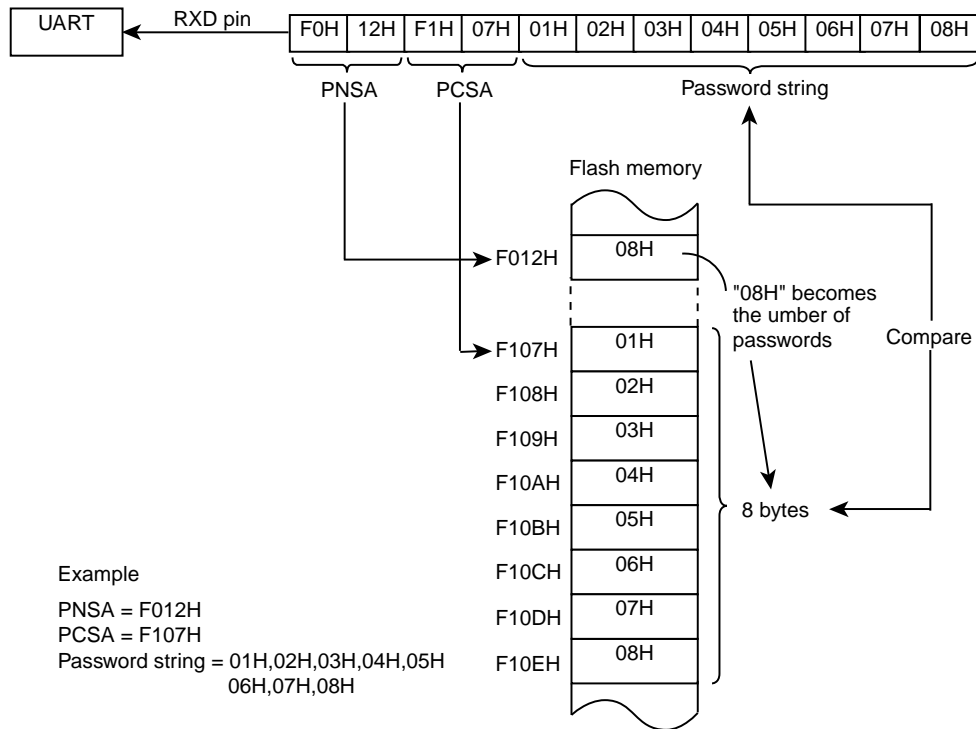 UART
RXD pin
F0H 12H F1H 07H 01H 02H 03H 04H 05H 06H 07H 08H
PNSA PCSA Password string
Flash memory
F012H 08H
"08H" becomes
the umber of
passwords
Compare
F107H 01H
F108H 02H
F109H 03H
F10AH 04H
F10BH 05H
8 bytes
F10CH 06H
F10DH 07H
F10EH 08H
Example
PNSA = F012H
PCSA = F107H
Password string = 01H,02H,03H,04H,05H
06H,07H,08H